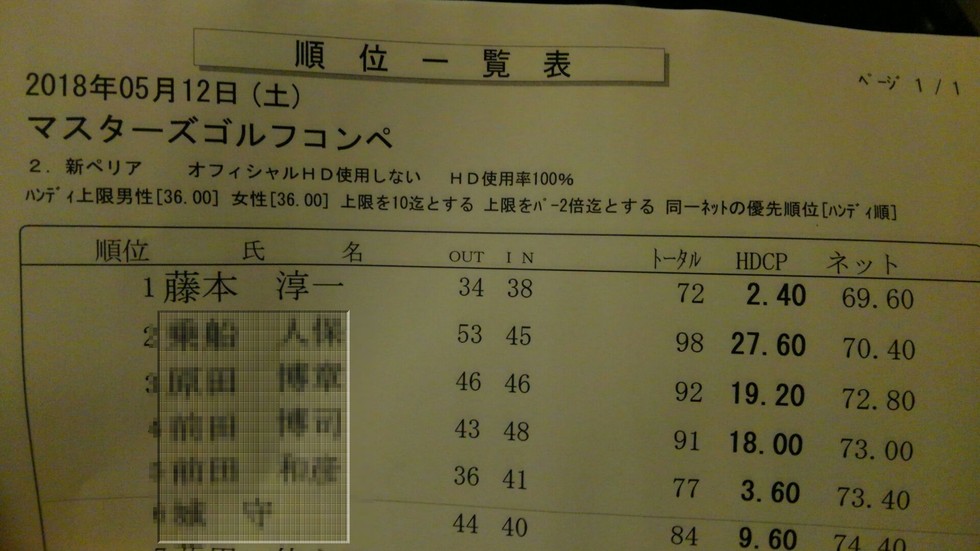 順位一覧表
ページ 1/1
2018年05月12日(土)
マスターズゴルフコンペ
2. 新ペリア オフィシャルHD使用しない HD使用率100%
ハンディ上限男性[36.00] 女性[36.00] 上限を10迄とする 上限をパー2倍迄とする 同一ネットの優先順位[ハンディ順]
順位 氏名 OUT IN トータル HDCP ネット
1 藤本 淳一 34 38 72 2.40 69.60
2 53 45 98 27.60 70.40
3 46 46 92 19.20 72.80
4 43 48 91 18.00 73.00
5 36 41 77 3.60 73.40
6 44 40 84 9.60 74.40